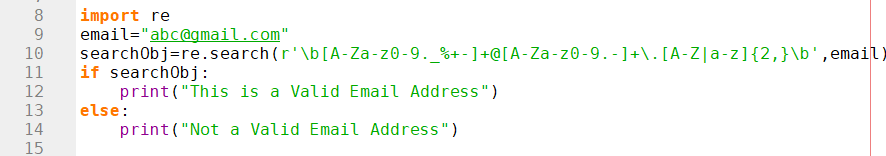 8 import re
9 email="abc@gmail.com"
10 searchObj=re.search(r'\b[A-Za-z0-9._%+-]+@[A-Za-z0-9.-]+\.[A-Z|a-z]{2,}\b',email)
11 if searchObj:
12     print("This is a Valid Email Address")
13 else:
14     print("Not a Valid Email Address")
15